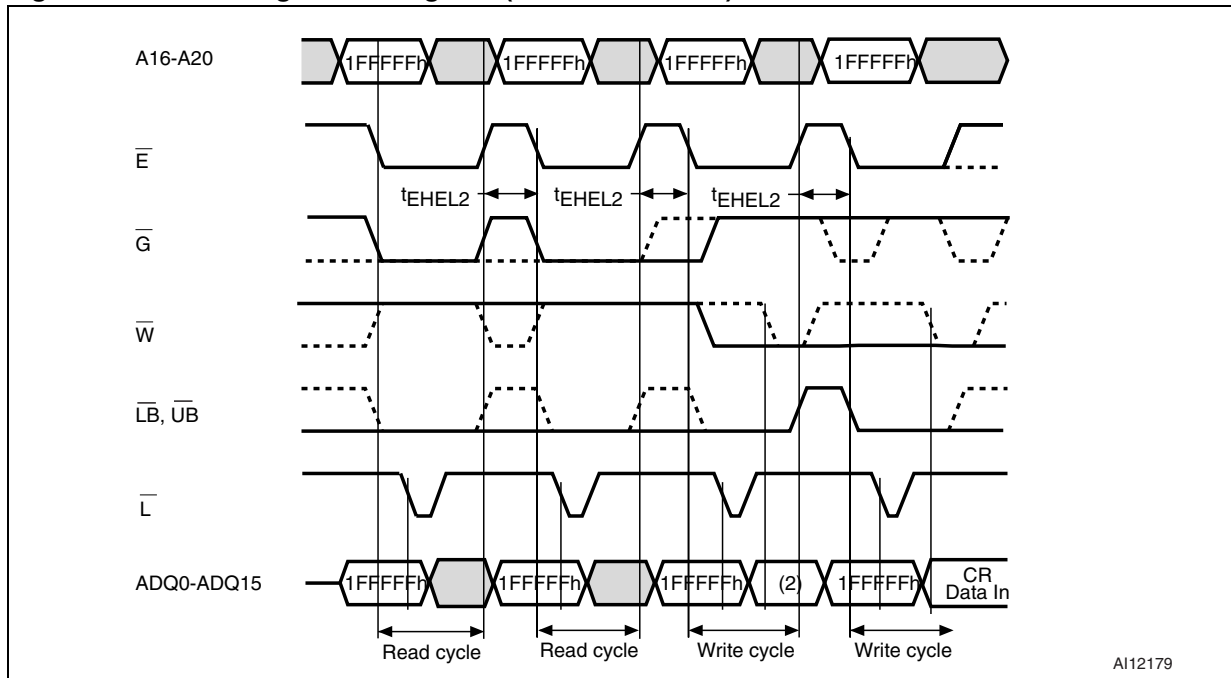 A16-A20
1FFFFFh 1FFFFFh 1FFFFFh 1FFFFFh
E
tEHEL2 tEHEL2 tEHEL2
G
W
LB, UB
L
ADQ0-ADQ15
1FFFFFh 1FFFFFh 1FFFFFh (2) 1FFFFFh CR
Data In
Read cycle Read cycle Write cycle Write cycle
AI12179